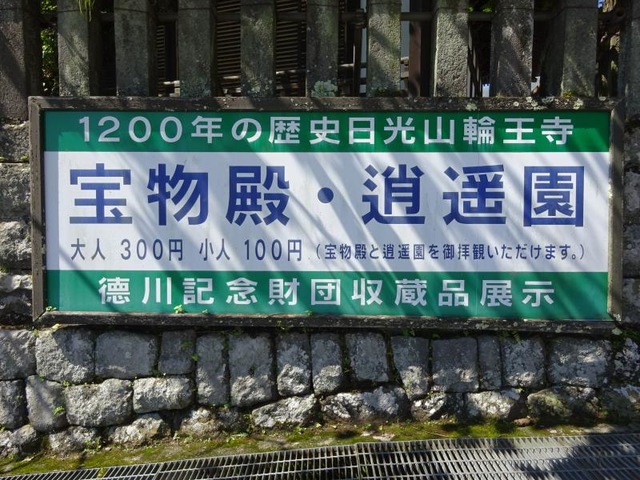 1200年の歴史日光山輪王寺
宝物殿・逍遥園
大人 300円 小人 100円 (宝物殿と逍遥園を御拝観いただけます。)
徳川記念財団収蔵品展示